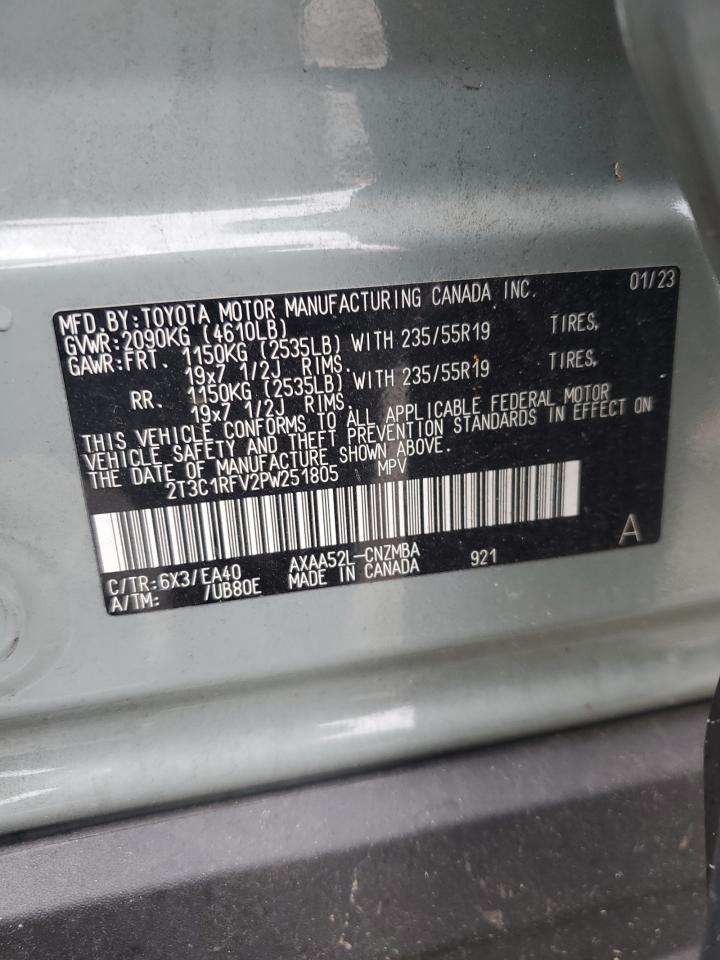 MFD.BY:TOYOTA MOTOR MANUFACTURING CANADA INC. 01/23
GVWR:2090KG (4610LB)
GAWR:FRT. 1150KG (2535LB) WITH 235/55R19 TIRES,
19x7 1/2J RIMS.
RR. 1150KG (2535LB) WITH 235/55R19 TIRES,
19x7 1/2J RIMS.
THIS VEHICLE CONFORMS TO ALL APPLICABLE FEDERAL MOTOR
VEHICLE SAFETY AND THEFT PREVENTION STANDARDS IN EFFECT ON
THE DATE OF MANUFACTURE SHOWN ABOVE.
2T3C1RFV2PW251805 MPV
A
C/TR:6X3/EA40 AXAA52L-CNZMBA 921
A/TM: /UB80E MADE IN CANADA